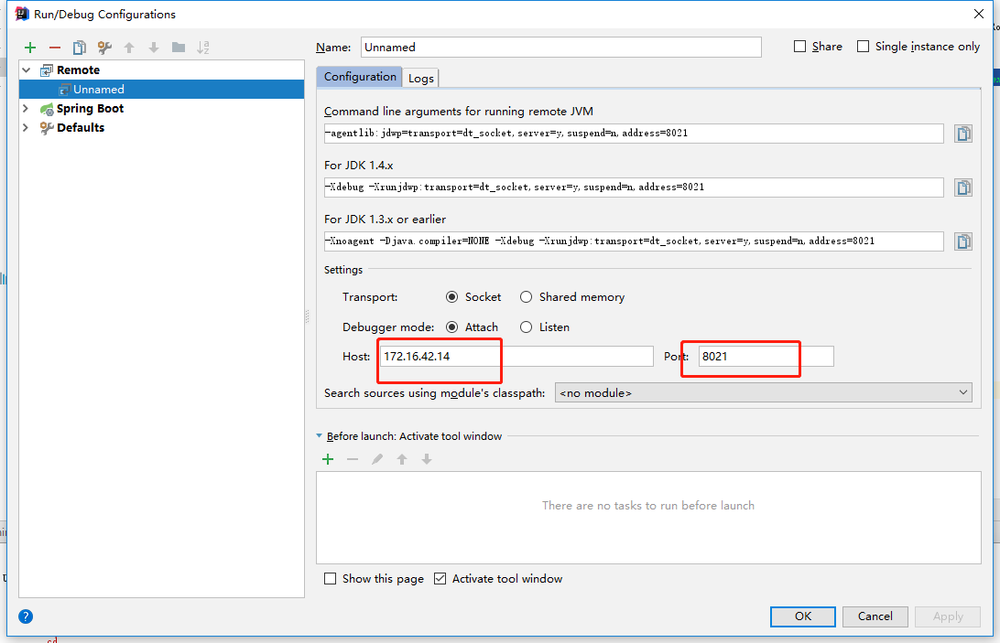 Run/Debug Configurations
Name: Unnamed Share Single instance only
Remote
Unnamed
Spring Boot
Defaults
Configuration Logs
Command line arguments for running remote JVM
-agentlib:jdwp=transport=dt_socket,server=y,suspend=n,address=8021
For JDK 1.4.x
-Xdebug -Xrunjdwp:transport=dt_socket,server=y,suspend=n,address=8021
For JDK 1.3.x or earlier
-Xnoagent -Djava.compiler=NONE -Xdebug -Xrunjdwp:transport=dt_socket,server=y,suspend=n,address=8021
Settings
Transport: Socket Shared memory
Debugger mode: Attach Listen
Host: 172.16.42.14 Port: 8021
Search sources using module's classpath: <no module>
Before launch: Activate tool window
There are no tasks to run before launch
Show this page Activate tool window
? OK Cancel Apply